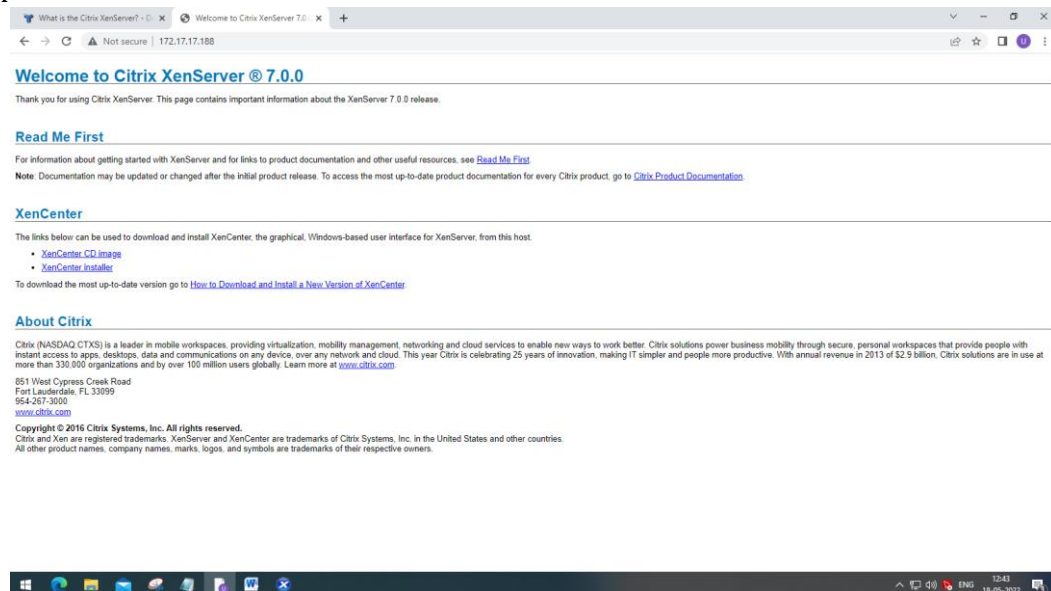 What is the Citrix XenServer? - D
Welcome to Citrix XenServer 7.0
Not secure | 172.17.17.188
U
Welcome to Citrix XenServer ® 7.0.0
Thank you for using Citrix XenServer. This page contains important information about the XenServer 7.0.0 release.
Read Me First
For information about getting started with XenServer and for links to product documentation and other useful resources, see Read Me First.
Note: Documentation may be updated or changed after the initial product release. To access the most up-to-date product documentation for every Citrix product, go to Citrix Product Documentation.
XenCenter
The links below can be used to download and install XenCenter, the graphical, Windows-based user interface for XenServer, from this host.
• XenCenter CD image
• XenCenter installer
To download the most up-to-date version go to How to Download and Install a New Version of XenCenter.
About Citrix
Citrix (NASDAQ:CTXS) is a leader in mobile workspaces, providing virtualization, mobility management, networking and cloud services to enable new ways to work better. Citrix solutions power business mobility through secure, personal workspaces that provide people with
instant access to apps, desktops, data and communications on any device, over any network and cloud. This year Citrix is celebrating 25 years of innovation, making IT simpler and people more productive. With annual revenue in 2013 of $2.9 billion, Citrix solutions are in use at
more than 330,000 organizations and by over 100 million users globally. Learn more at www.citrix.com.
851 West Cypress Creek Road
Fort Lauderdale, FL 33099
954-267-3000
www.citrix.com
Copyright © 2016 Citrix Systems, Inc. All rights reserved.
Citrix and Xen are registered trademarks. XenServer and XenCenter are trademarks of Citrix Systems, Inc. in the United States and other countries.
All other product names, company names, marks, logos, and symbols are trademarks of their respective owners.
ENG
12:43
18-05-2022